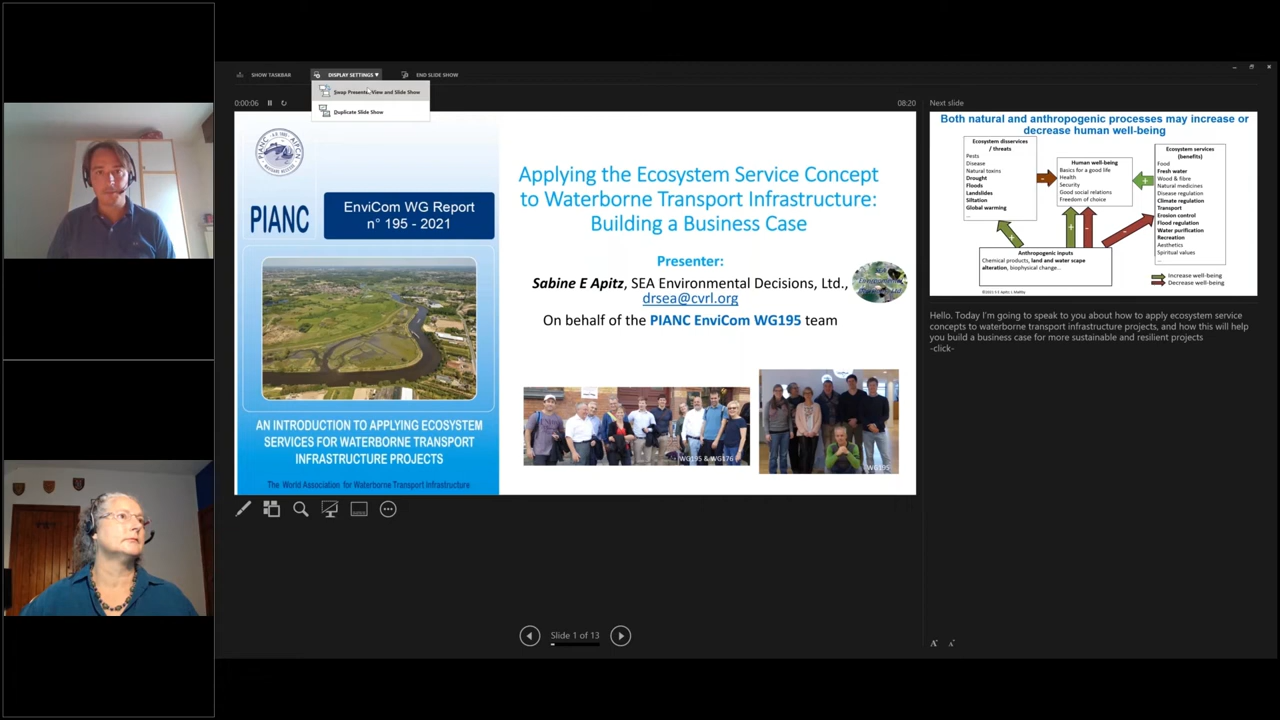 SHOW TASKBAR
DISPLAY SETTINGS ▼
END SLIDE SHOW
Swap Presenter View and Slide Show
Duplicate Slide Show
0:00:06
08:20
PIANC
EnviCom WG Report
n° 195 - 2021
AN INTRODUCTION TO APPLYING ECOSYSTEM
SERVICES FOR WATERBORNE TRANSPORT
INFRASTRUCTURE PROJECTS
The World Association for Waterborne Transport Infrastructure
Applying the Ecosystem Service Concept
to Waterborne Transport Infrastructure:
Building a Business Case
Presenter:
Sabine E Apitz, SEA Environmental Decisions, Ltd.,
drsea@cvrl.org
On behalf of the PIANC EnviCom WG195 team
WG195 & WG176
WG195
Slide 1 of 13
Next slide
Both natural and anthropogenic processes may increase or
decrease human well-being
Ecosystem disservices
/ threats
Pests
Disease
Natural toxins
Drought
Floods
Landslides
Siltation
Global warming
...
Human well-being
Basics for a good life
Health
Security
Good social relations
Freedom of choice
Ecosystem services
(benefits)
Food
Fresh water
Wood & fibre
Natural medicines
Disease regulation
Climate regulation
Transport
Erosion control
Flood regulation
Water purification
Recreation
Aesthetics
Spiritual values
...
Anthropogenic inputs
Chemical products, land and water scape
alteration, biophysical change...
Increase well-being
Decrease well-being
Hello. Today I'm going to speak to you about how to apply ecosystem service
concepts to waterborne transport infrastructure projects, and how this will help
you build a business case for more sustainable and resilient projects
-click-